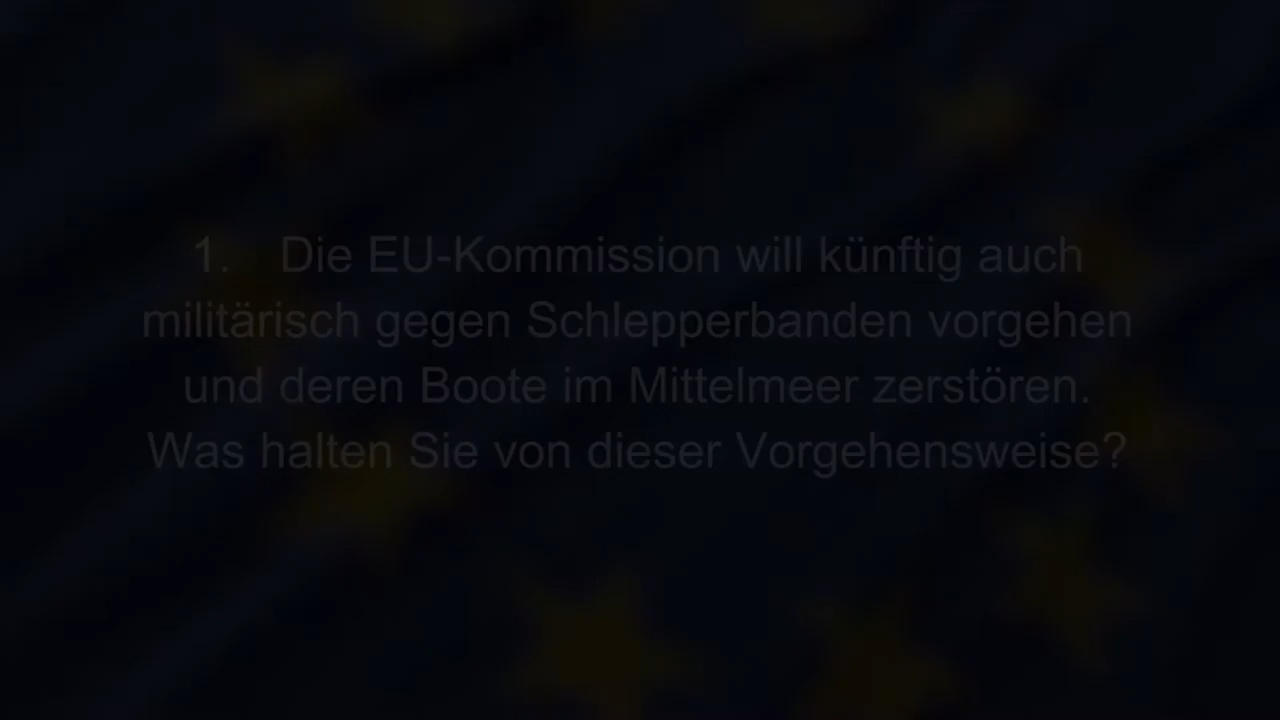 1. Die EU-Kommission will künftig auch
militärisch gegen Schlepperbanden vorgehen
und deren Boote im Mittelmeer zerstören.
Was halten Sie von dieser Vorgehensweise?